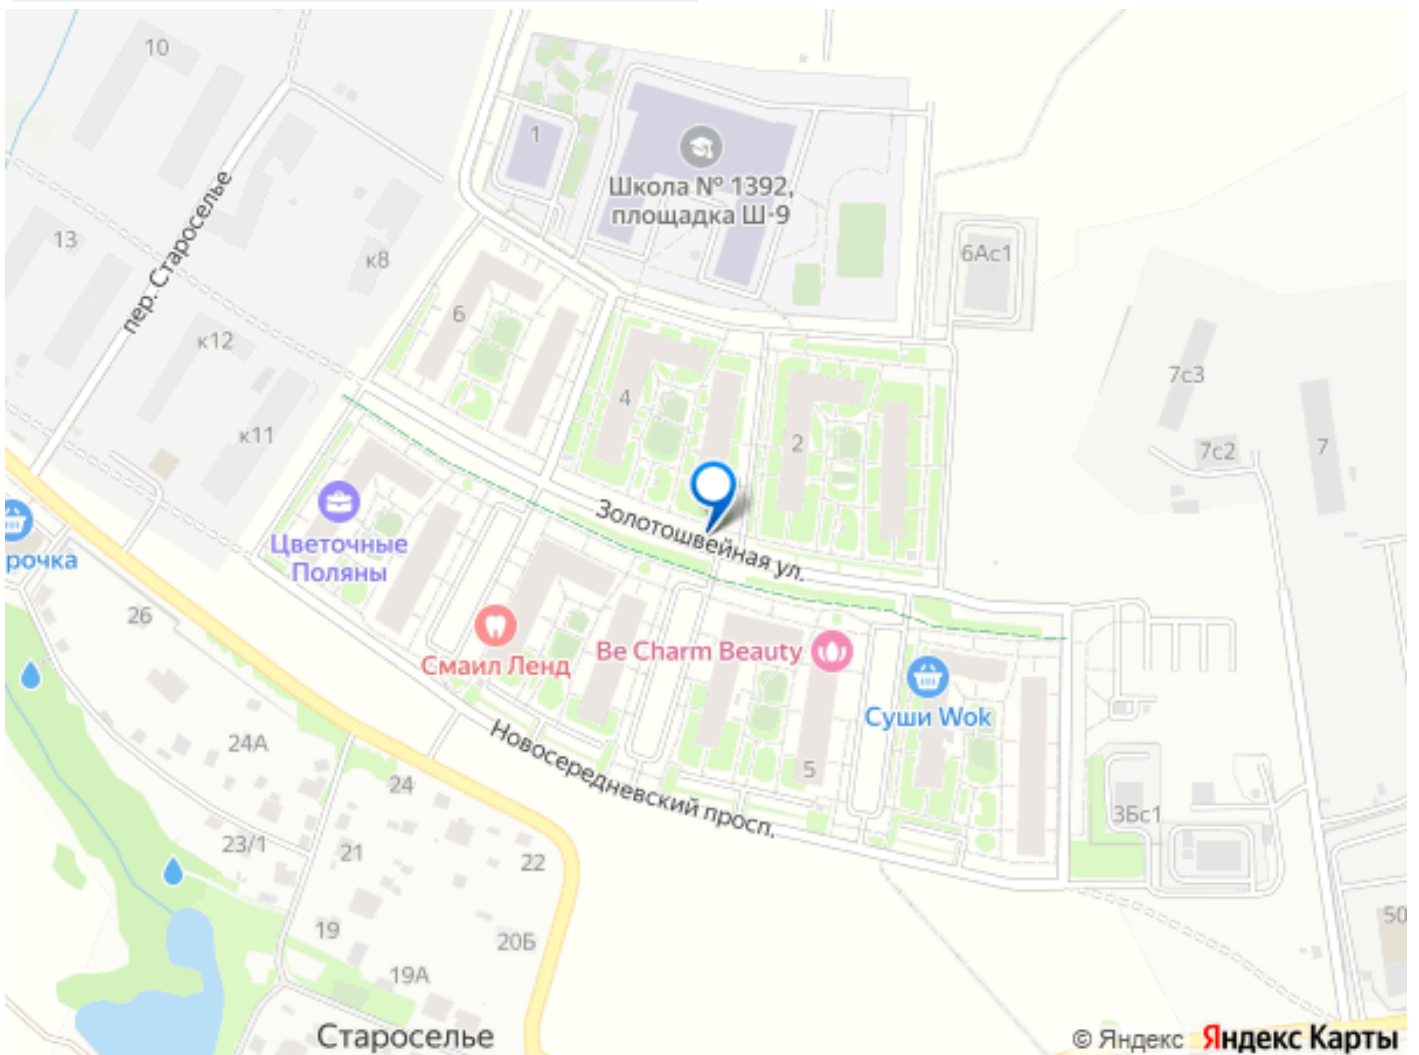 10
1
Школа № 1392,
площадка Ш-9
пер. Староселье
13
к8
6Ас1
6
к12
4
7с3
2
к11
7с2
7
Золотошвейная ул.
Цветочные
Поляны
рочка
26
Смаил Ленд
Be Charm Beauty
Суши Wok
24А
Новосередневский просп.
5
24
3Бс1
23/1
21
22
19
20Б
50
19А
Староселье
© Яндекс Яндекс Карты